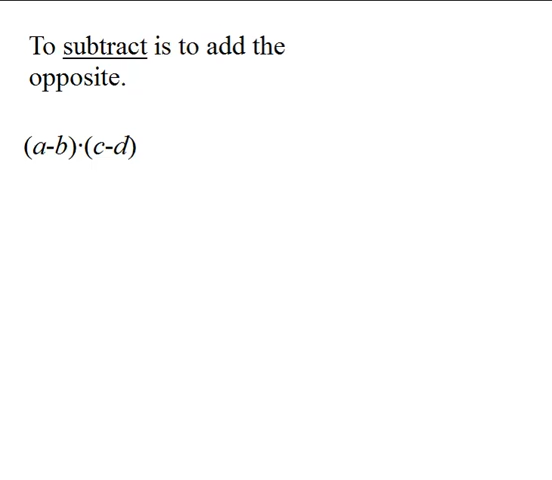 To subtract is to add the
opposite.
(a-b)·(c-d)